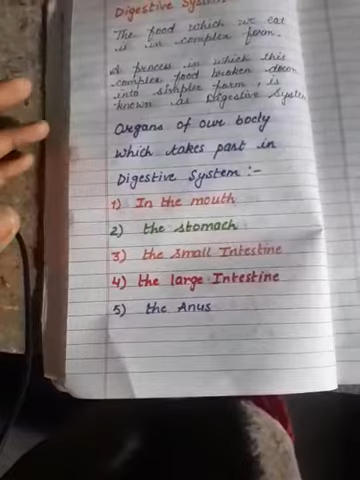 Digestive System
The food which we eat
is in complex form.
A process in which this
complex food broken down
into simpler form, is
known as Digestive System
Organs of our body
which takes part in
Digestive System :-
1) In the mouth
2) the stomach
3) the small Intestine
4) the large Intestine
5) the Anus